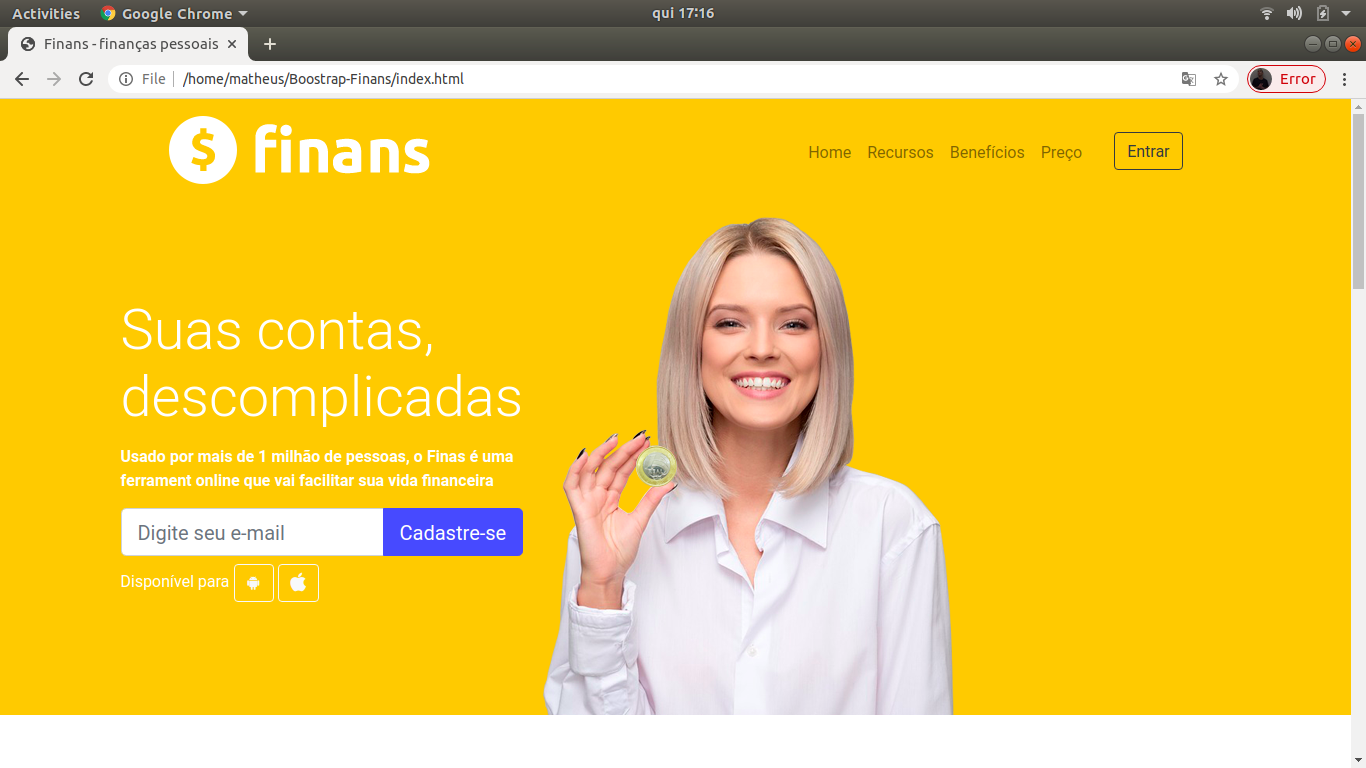 Activities Google Chrome qui 17:16
Finans - finanças pessoais
File /home/matheus/Boostrap-Finans/index.html Error
$ finans
Home Recursos Benefícios Preço Entrar
Suas contas,
descomplicadas
Usado por mais de 1 milhão de pessoas, o Finas é uma
ferrament online que vai facilitar sua vida financeira
Digite seu e-mail Cadastre-se
Disponível para